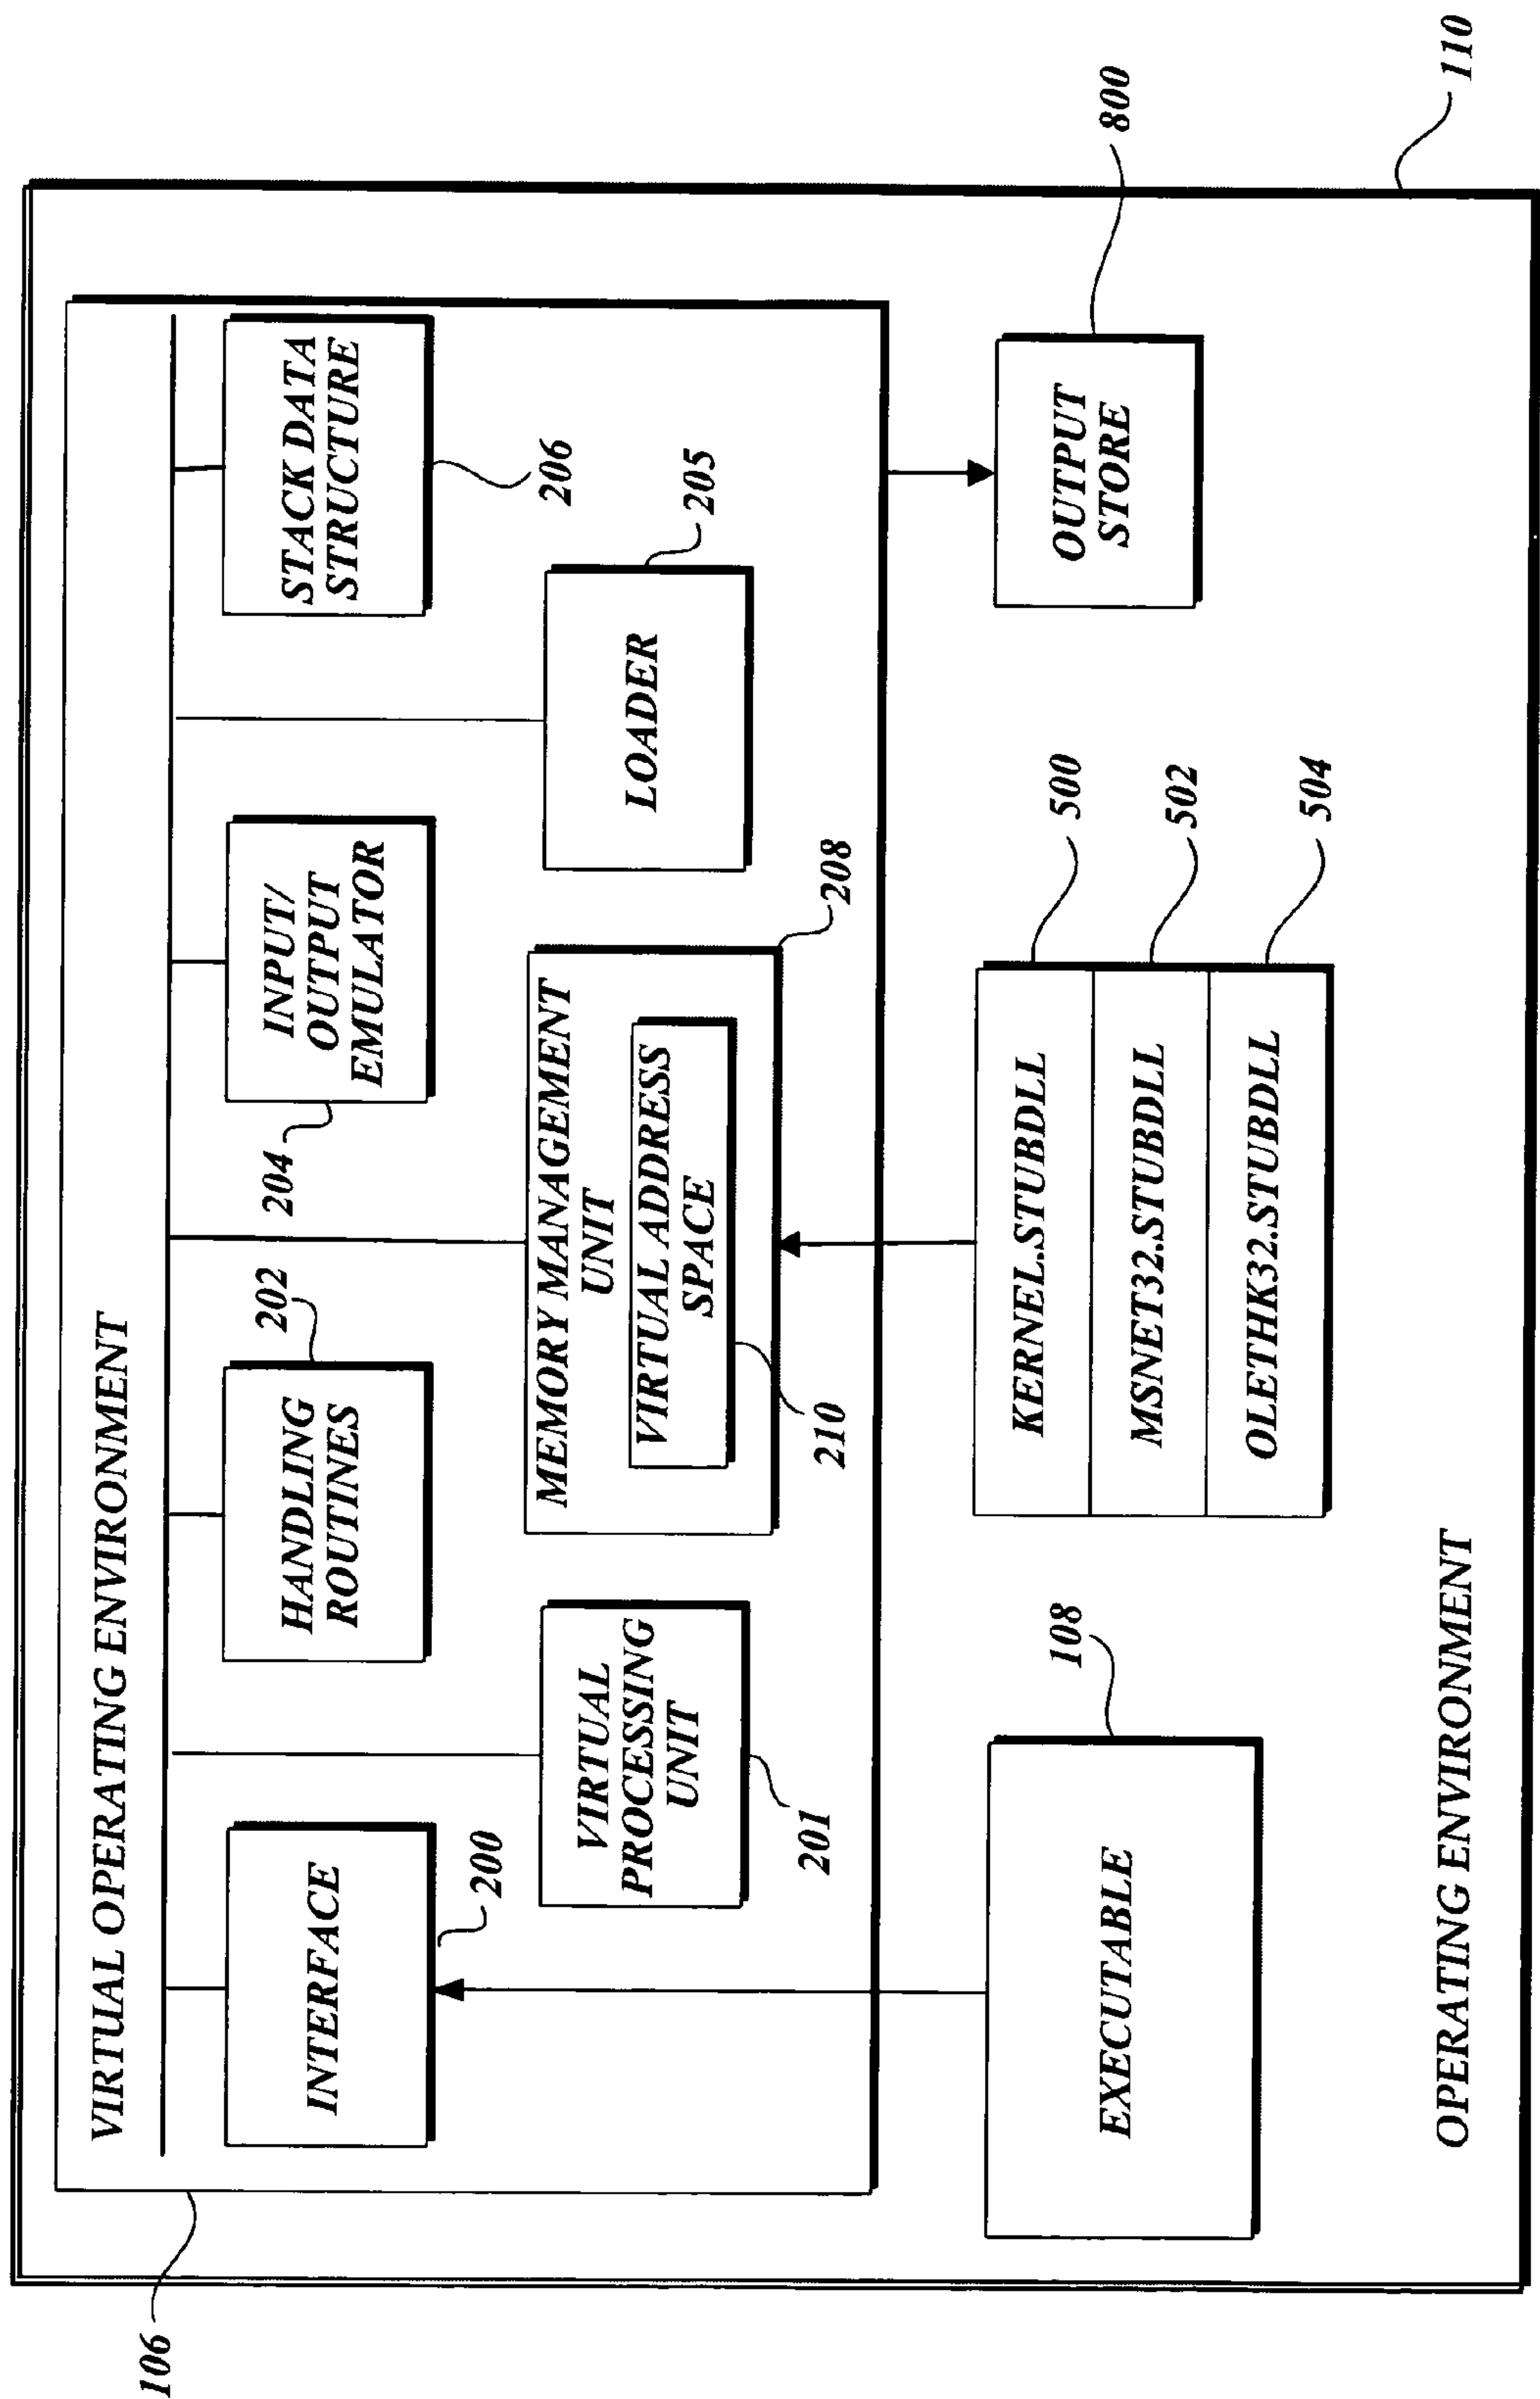 110
800
VIRTUAL OPERATING ENVIRONMENT
106
INTERFACE
200
HANDLING
ROUTINES
202
INPUT/
OUTPUT
EMULATOR
204
STACK DATA
STRUCTURE
206
VIRTUAL
PROCESSING
UNIT
201
MEMORY MANAGEMENT
UNIT
208
VIRTUAL ADDRESS
SPACE
210
LOADER
205
EXECUTABLE
108
KERNEL.STUBDLL
500
MSNET32.STUBDLL
502
OLETHK32.STUBDLL
504
OUTPUT
STORE
OPERATING ENVIRONMENT